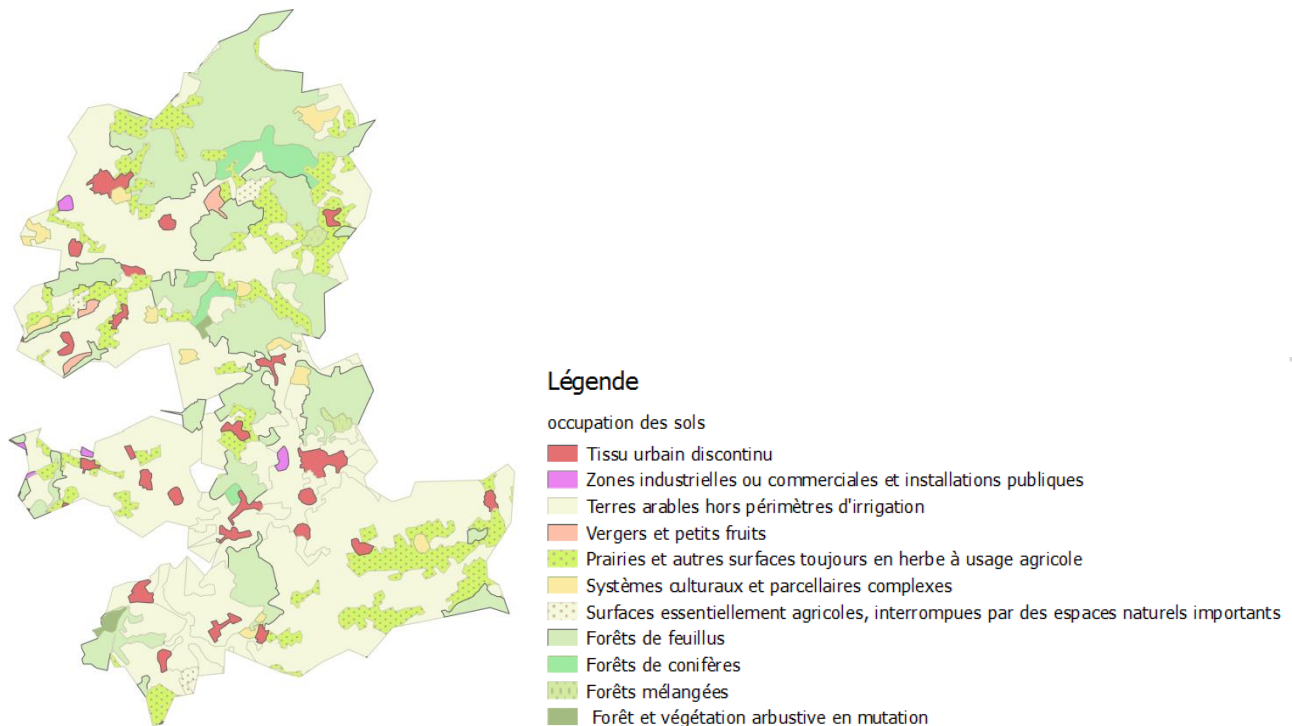 Légende
occupation des sols
Tissu urbain discontinu
Zones industrielles ou commerciales et installations publiques
Terres arables hors périmètres d'irrigation
Vergers et petits fruits
Prairies et autres surfaces toujours en herbe à usage agricole
Systèmes culturaux et parcellaires complexes
Surfaces essentiellement agricoles, interrompues par des espaces naturels importants
Forêts de feuillus
Forêts de conifères
Forêts mélangées
Forêt et végétation arbustive en mutation